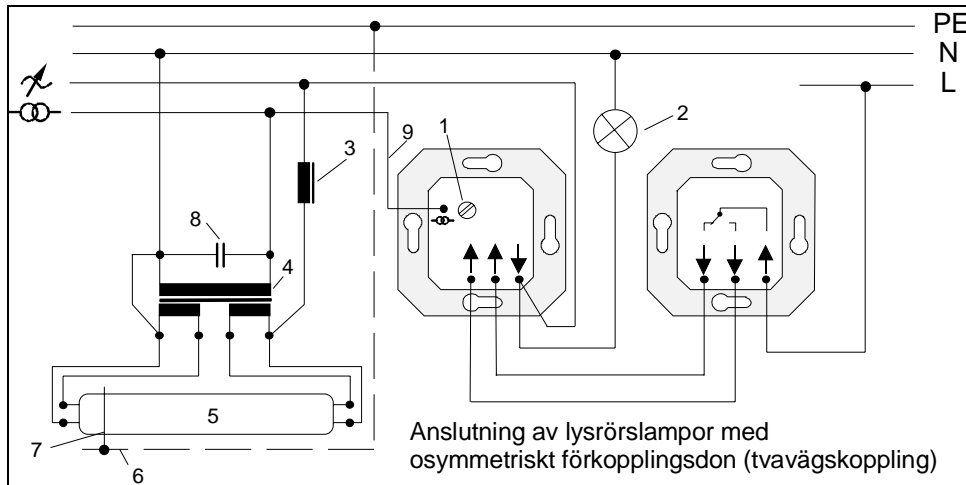 PE
N
L
1
2
3
9
8
4
5
7
6
Anslutning av lysrörslampor med
osymmetriskt förkopplingsdon (tvavägskoppling)